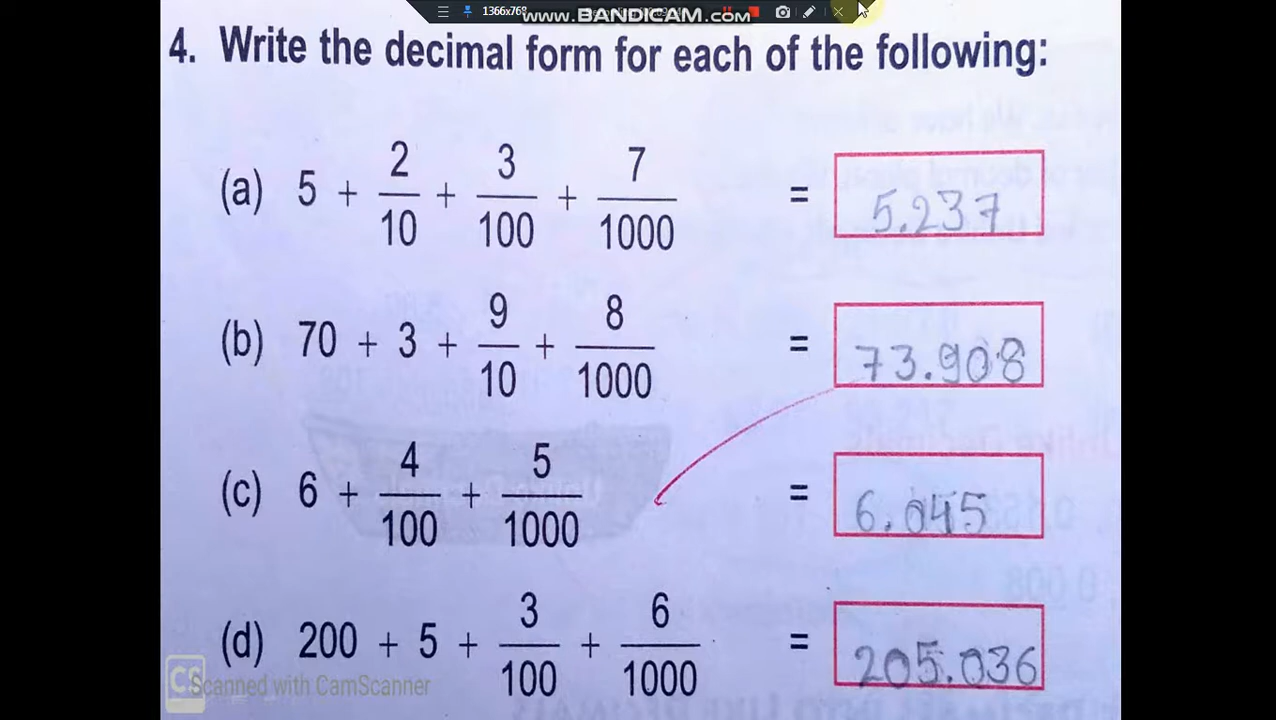 1366x768
www.BANDICAM.com
4. Write the decimal form for each of the following:
(a) 5 + 2/10 + 3/100 + 7/1000 = 5.237
(b) 70 + 3 + 9/10 + 8/1000 = 73.908
(c) 6 + 4/100 + 5/1000 = 6.045
(d) 200 + 5 + 3/100 + 6/1000 = 205.036
CS Scanned with CamScanner